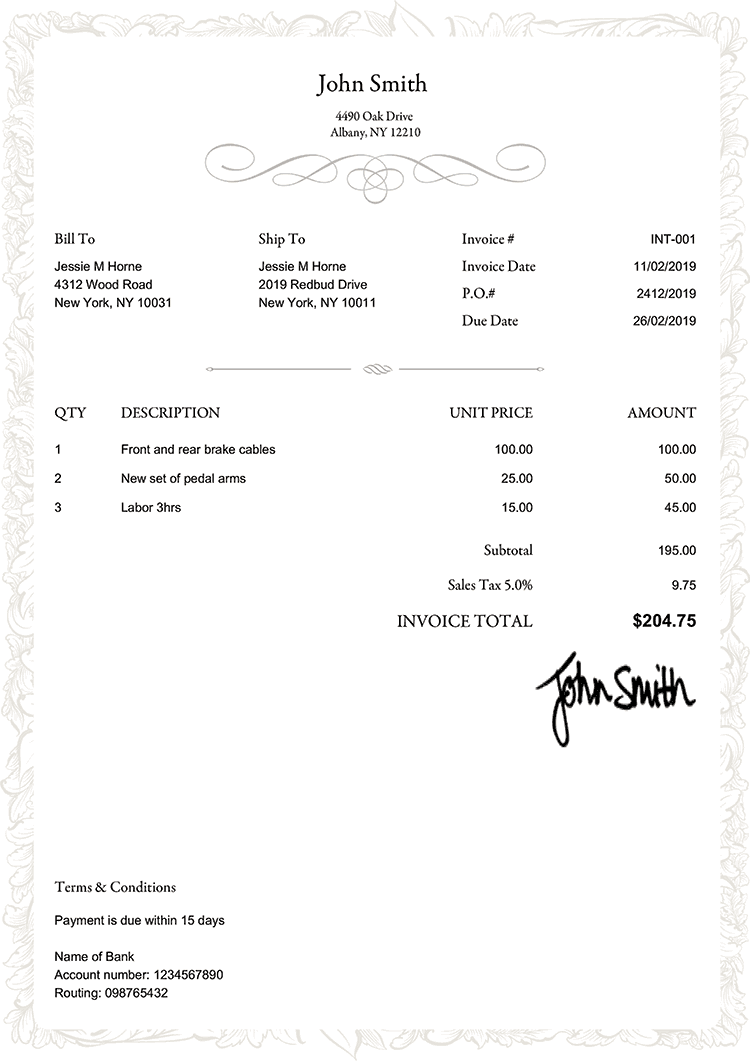 John Smith
4490 Oak Drive
Albany, NY 12210
Bill To
Jessie M Horne
4312 Wood Road
New York, NY 10031
Ship To
Jessie M Horne
2019 Redbud Drive
New York, NY 10011
Invoice # INT-001
Invoice Date 11/02/2019
P.O.# 2412/2019
Due Date 26/02/2019
QTY DESCRIPTION UNIT PRICE AMOUNT
1 Front and rear brake cables 100.00 100.00
2 New set of pedal arms 25.00 50.00
3 Labor 3hrs 15.00 45.00
Subtotal 195.00
Sales Tax 5.0% 9.75
INVOICE TOTAL $204.75
John Smith
Terms & Conditions
Payment is due within 15 days
Name of Bank
Account number: 1234567890
Routing: 098765432